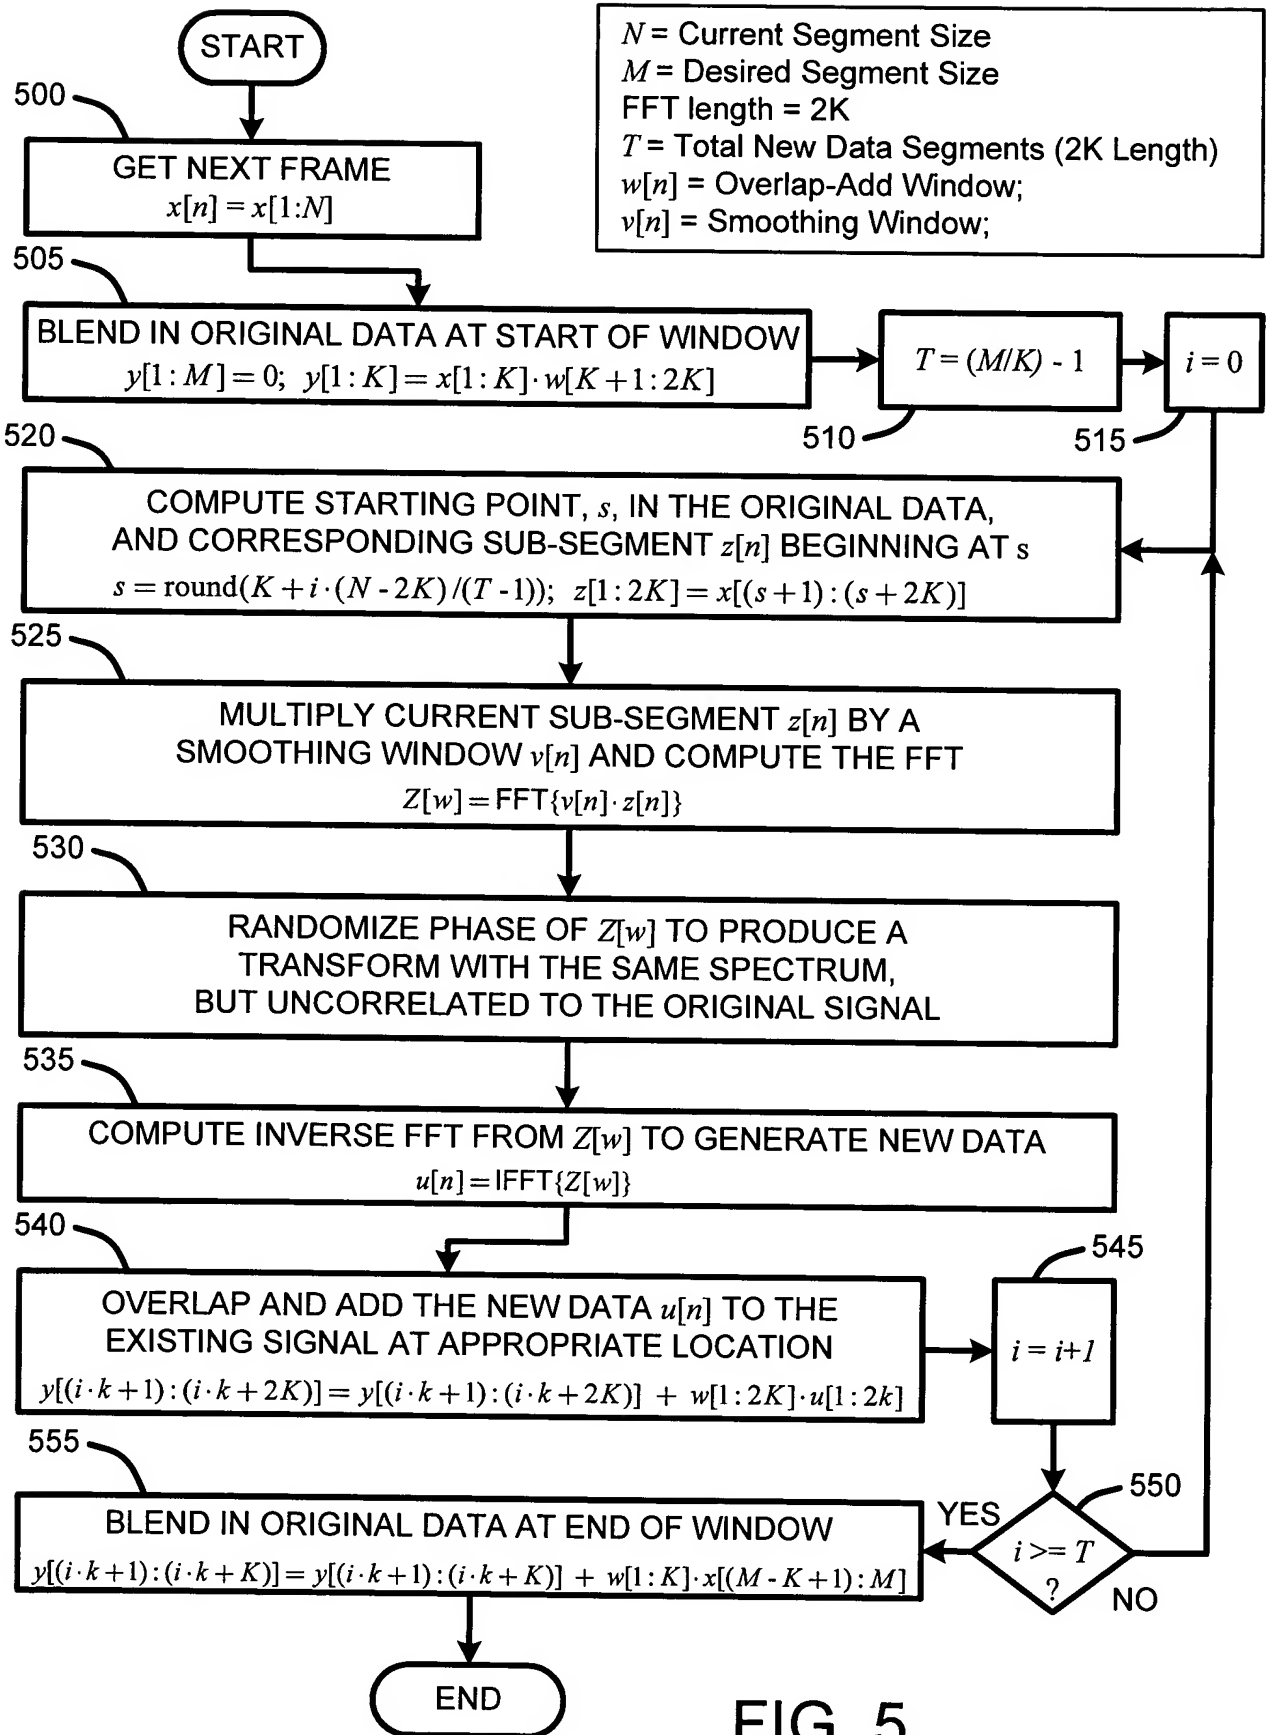 START
N = Current Segment Size
M = Desired Segment Size
FFT length = 2K
T = Total New Data Segments (2K Length)
w[n] = Overlap-Add Window;
v[n] = Smoothing Window;
500
GET NEXT FRAME
x[n] = x[1:N]
505
BLEND IN ORIGINAL DATA AT START OF WINDOW
y[1:M] = 0; y[1:K] = x[1:K]·w[K+1:2K]
T = (M/K) - 1
i = 0
510
515
520
COMPUTE STARTING POINT, s, IN THE ORIGINAL DATA,
AND CORRESPONDING SUB-SEGMENT z[n] BEGINNING AT s
s = round(K + i·(N - 2K)/(T -1)); z[1:2K] = x[(s+1):(s+2K)]
525
MULTIPLY CURRENT SUB-SEGMENT z[n] BY A
SMOOTHING WINDOW v[n] AND COMPUTE THE FFT
Z[w] = FFT{v[n]·z[n]}
530
RANDOMIZE PHASE OF Z[w] TO PRODUCE A
TRANSFORM WITH THE SAME SPECTRUM,
BUT UNCORRELATED TO THE ORIGINAL SIGNAL
535
COMPUTE INVERSE FFT FROM Z[w] TO GENERATE NEW DATA
u[n] = IFFT{Z[w]}
540
OVERLAP AND ADD THE NEW DATA u[n] TO THE
EXISTING SIGNAL AT APPROPRIATE LOCATION
y[(i·k+1):(i·k+2K)] = y[(i·k+1):(i·k+2K)] + w[1:2K]·u[1:2k]
545
i = i+1
555
BLEND IN ORIGINAL DATA AT END OF WINDOW
y[(i·k+1):(i·k+K)] = y[(i·k+1):(i·k+K)] + w[1:K]·x[(M-K+1):M]
YES
550
i >= T
?
NO
END
FIG. 5